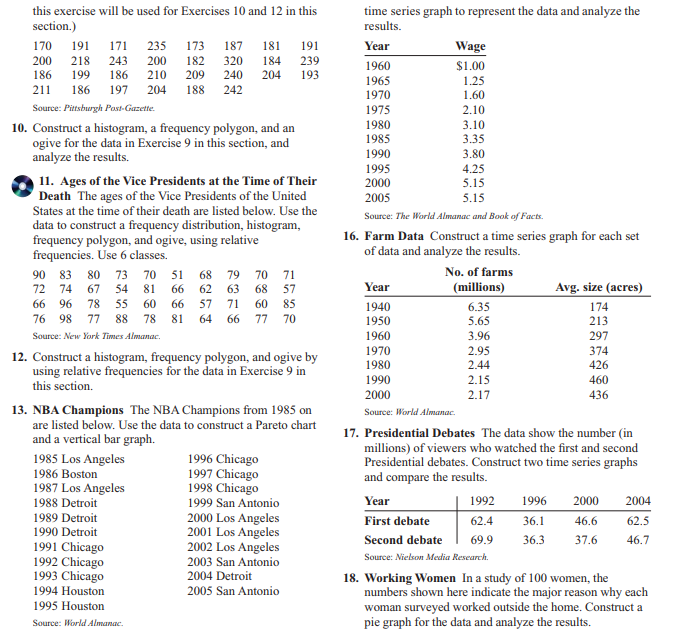 this exercise will be used for Exercises 10 and 12 in this
section.)
170 191 171 235 173 187 181 191
200 218 243 200 182 320 184 239
186 199 186 210 209 240 204 193
211 186 197 204 188 242
Source: Pittsburgh Post-Gazette.
10. Construct a histogram, a frequency polygon, and an
ogive for the data in Exercise 9 in this section, and
analyze the results.
11. Ages of the Vice Presidents at the Time of Their
Death The ages of the Vice Presidents of the United
States at the time of their death are listed below. Use the
data to construct a frequency distribution, histogram,
frequency polygon, and ogive, using relative
frequencies. Use 6 classes.
90 83 80 73 70 51 68 79 70 71
72 74 67 54 81 66 62 63 68 57
66 96 78 55 60 66 57 71 60 85
76 98 77 88 78 81 64 66 77 70
Source: New York Times Almanac.
12. Construct a histogram, frequency polygon, and ogive by
using relative frequencies for the data in Exercise 9 in
this section.
13. NBA Champions The NBA Champions from 1985 on
are listed below. Use the data to construct a Pareto chart
and a vertical bar graph.
1985 Los Angeles 1996 Chicago
1986 Boston 1997 Chicago
1987 Los Angeles 1998 Chicago
1988 Detroit 1999 San Antonio
1989 Detroit 2000 Los Angeles
1990 Detroit 2001 Los Angeles
1991 Chicago 2002 Los Angeles
1992 Chicago 2003 San Antonio
1993 Chicago 2004 Detroit
1994 Houston 2005 San Antonio
1995 Houston
Source: World Almanac.
time series graph to represent the data and analyze the
results.
Year Wage
1960 $1.00
1965 1.25
1970 1.60
1975 2.10
1980 3.10
1985 3.35
1990 3.80
1995 4.25
2000 5.15
2005 5.15
Source: The World Almanac and Book of Facts.
16. Farm Data Construct a time series graph for each set
of data and analyze the results.
No. of farms
Year (millions) Avg. size (acres)
1940 6.35 174
1950 5.65 213
1960 3.96 297
1970 2.95 374
1980 2.44 426
1990 2.15 460
2000 2.17 436
Source: World Almanac.
17. Presidential Debates The data show the number (in
millions) of viewers who watched the first and second
Presidential debates. Construct two time series graphs
and compare the results.
Year 1992 1996 2000 2004
First debate 62.4 36.1 46.6 62.5
Second debate 69.9 36.3 37.6 46.7
Source: Nielson Media Research.
18. Working Women In a study of 100 women, the
numbers shown here indicate the major reason why each
woman surveyed worked outside the home. Construct a
pie graph for the data and analyze the results.